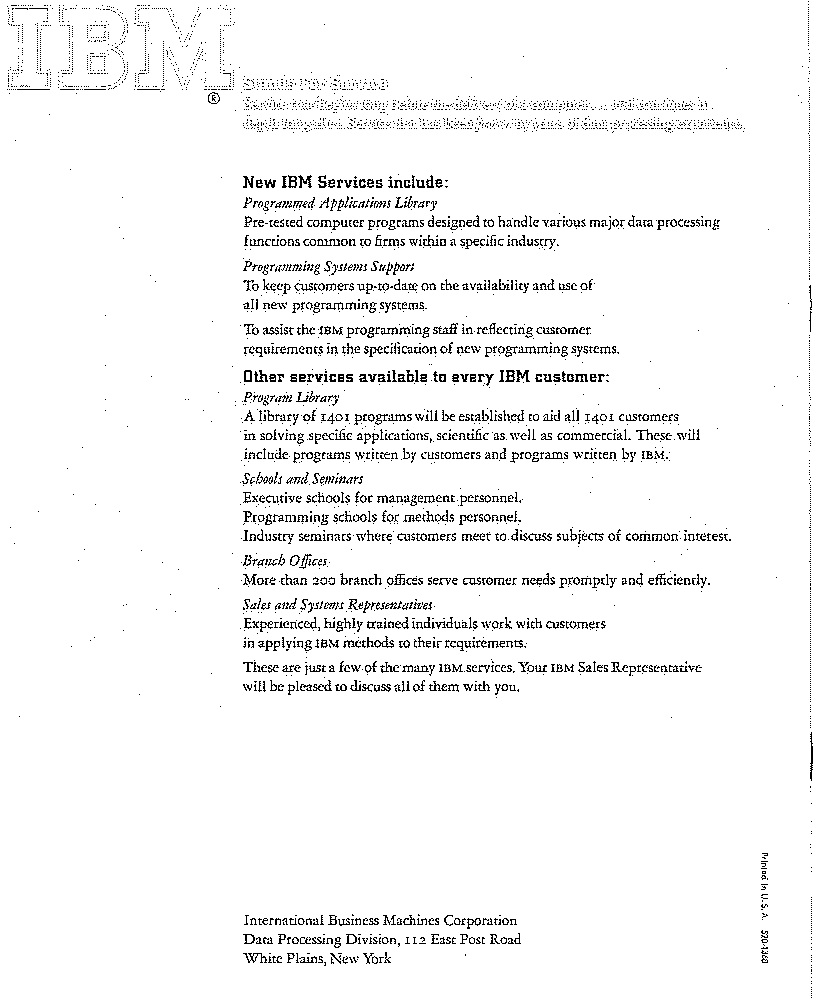 IBM
®
New IBM Services include:
Programmed Applications Library
Pre-tested computer programs designed to handle various major data processing
functions common to firms within a specific industry.
Programming Systems Support
To keep customers up-to-date on the availability and use of
all new programming systems.
To assist the IBM programming staff in reflecting customer
requirements in the specification of new programming systems.
Other services available to every IBM customer:
Program Library
A library of 1401 programs will be established to aid all 1401 customers
in solving specific applications, scientific as well as commercial. These will
include programs written by customers and programs written by IBM.
Schools and Seminars
Executive schools for management personnel.
Programming schools for methods personnel.
Industry seminars where customers meet to discuss subjects of common interest.
Branch Offices
More than 200 branch offices serve customer needs promptly and efficiently.
Sales and Systems Representatives
Experienced, highly trained individuals work with customers
in applying IBM methods to their requirements.
These are just a few of the many IBM services. Your IBM Sales Representative
will be pleased to discuss all of them with you.
International Business Machines Corporation
Data Processing Division, 112 East Post Road
White Plains, New York
Printed in U. S. A.